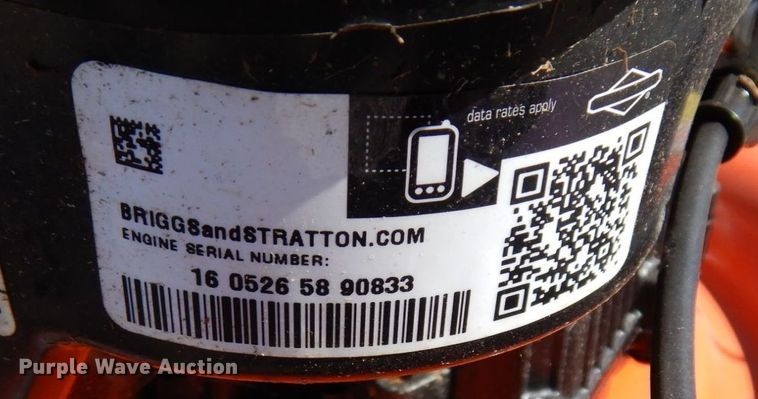 data rates apply
BRIGGSandSTRATTON.COM
ENGINE SERIAL NUMBER:
16 0526 58 90833
Purple Wave Auction